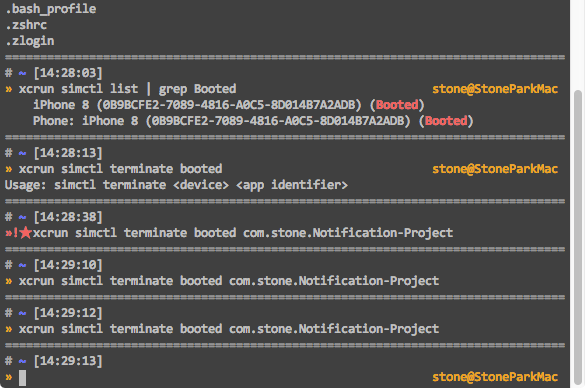 .bash_profile
.zshrc
.zlogin
================================================================================
# ~ [14:28:03]
» xcrun simctl list | grep Booted stone@StoneParkMac
iPhone 8 (0B9BCFE2-7089-4816-A0C5-8D014B7A2ADB) (Booted)
Phone: iPhone 8 (0B9BCFE2-7089-4816-A0C5-8D014B7A2ADB) (Booted)
================================================================================
# ~ [14:28:13]
» xcrun simctl terminate booted stone@StoneParkMac
Usage: simctl terminate <device> <app identifier>
================================================================================
# ~ [14:28:38]
»!★xcrun simctl terminate booted com.stone.Notification-Project
================================================================================
# ~ [14:29:10]
» xcrun simctl terminate booted com.stone.Notification-Project
================================================================================
# ~ [14:29:12]
» xcrun simctl terminate booted com.stone.Notification-Project
================================================================================
# ~ [14:29:13]
» stone@StoneParkMac